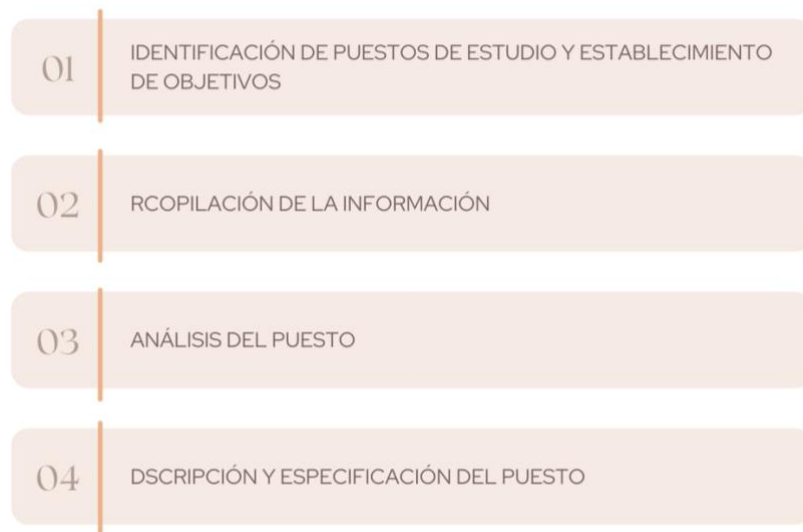 01
IDENTIFICACIÓN DE PUESTOS DE ESTUDIO Y ESTABLECIMIENTO
DE OBJETIVOS
02
RCOPILACIÓN DE LA INFORMACIÓN
03
ANÁLISIS DEL PUESTO
04
DSCRIPCIÓN Y ESPECIFICACIÓN DEL PUESTO